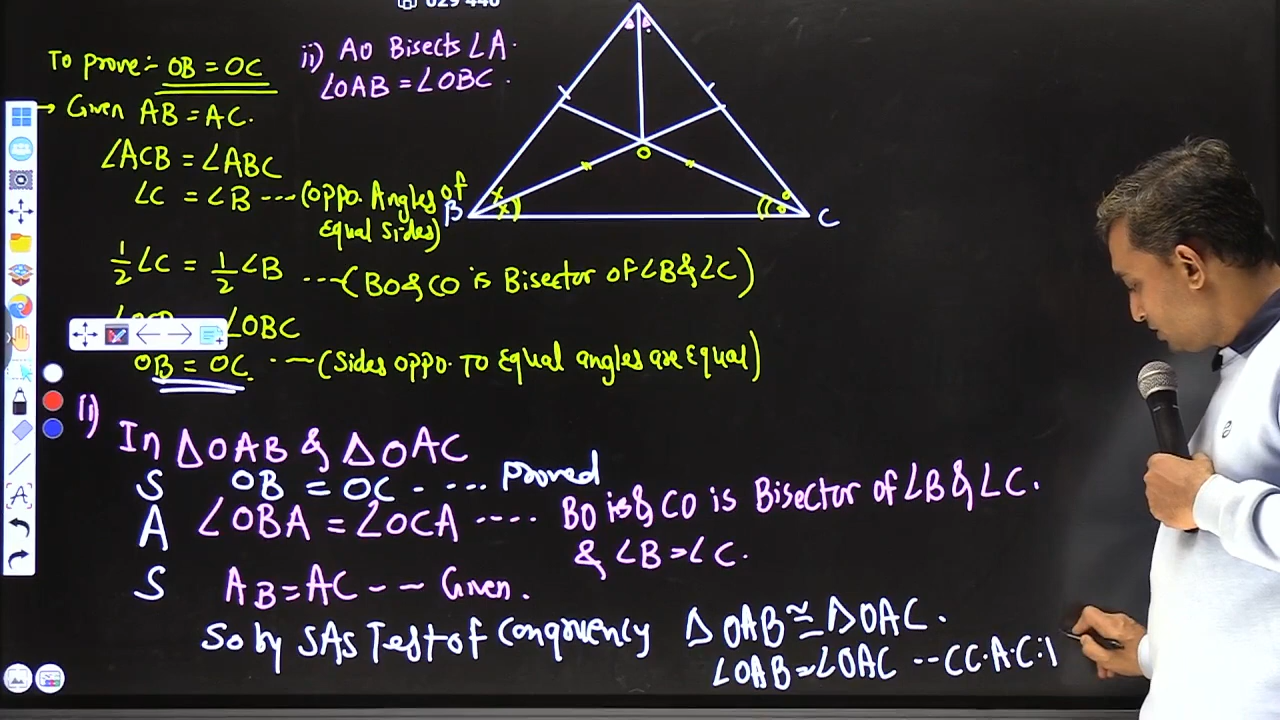 To prove:- OB = OC
ii) AO Bisects ∠A.
∠OAB = ∠OBC.
→ Given AB = AC.
∠ACB = ∠ABC
∠C = ∠B ---- (Oppo. Angles of
Equal sides)
½∠C = ½∠B ---- (BO & CO is Bisector of ∠B & ∠C)
∠OBC
OB = OC. ---- (Sides oppo. To Equal angles are Equal)
B
O
C
In ΔOAB & ΔOAC
S OB = OC - --- proved
A ∠OBA = ∠OCA ---- BO is & CO is Bisector of ∠B & ∠C.
& ∠B = ∠C.
S AB = AC -- — Given.
So by SAS Test of Congruency ΔOAB ≅ ΔOAC.
∠OAB = ∠OAC --CC.A.C.T